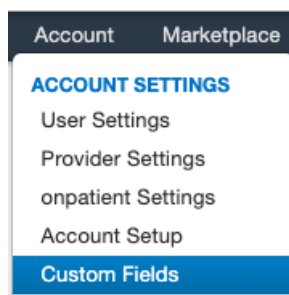 Account Marketplace
ACCOUNT SETTINGS
User Settings
Provider Settings
onpatient Settings
Account Setup
Custom Fields